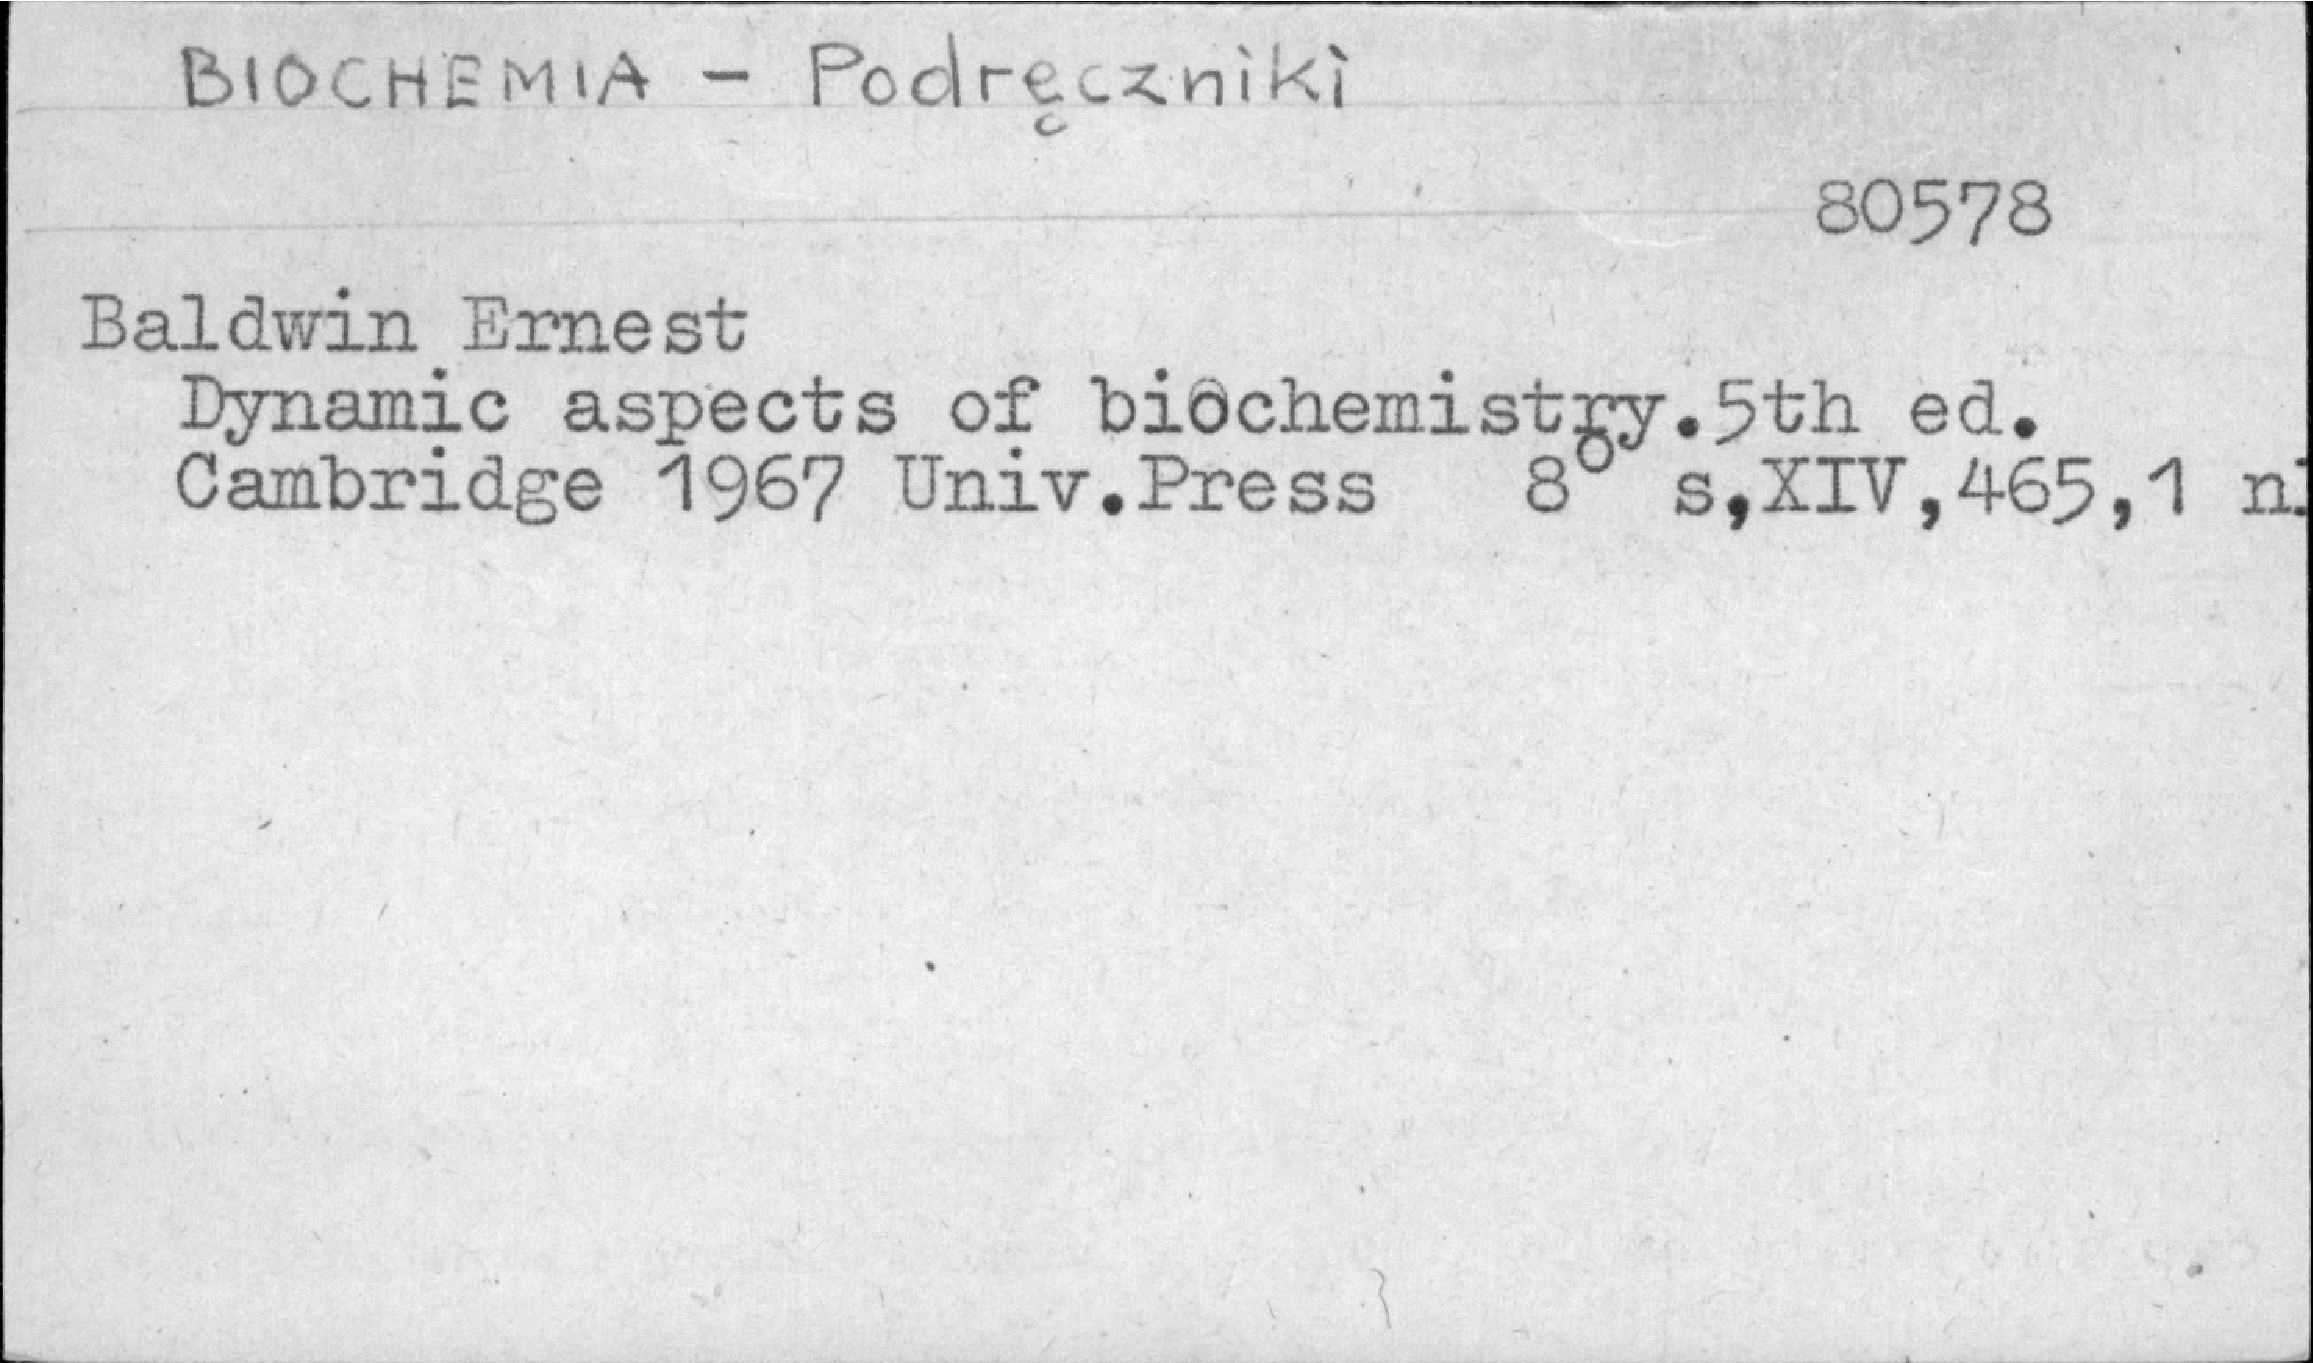 BIOCHEMIA - Podręczniki
80578
Baldwin Ernest
Dynamic aspects of biochemistry.5th ed.
Cambridge 1967 Univ.Press 8° s,XIV,465,1 nl